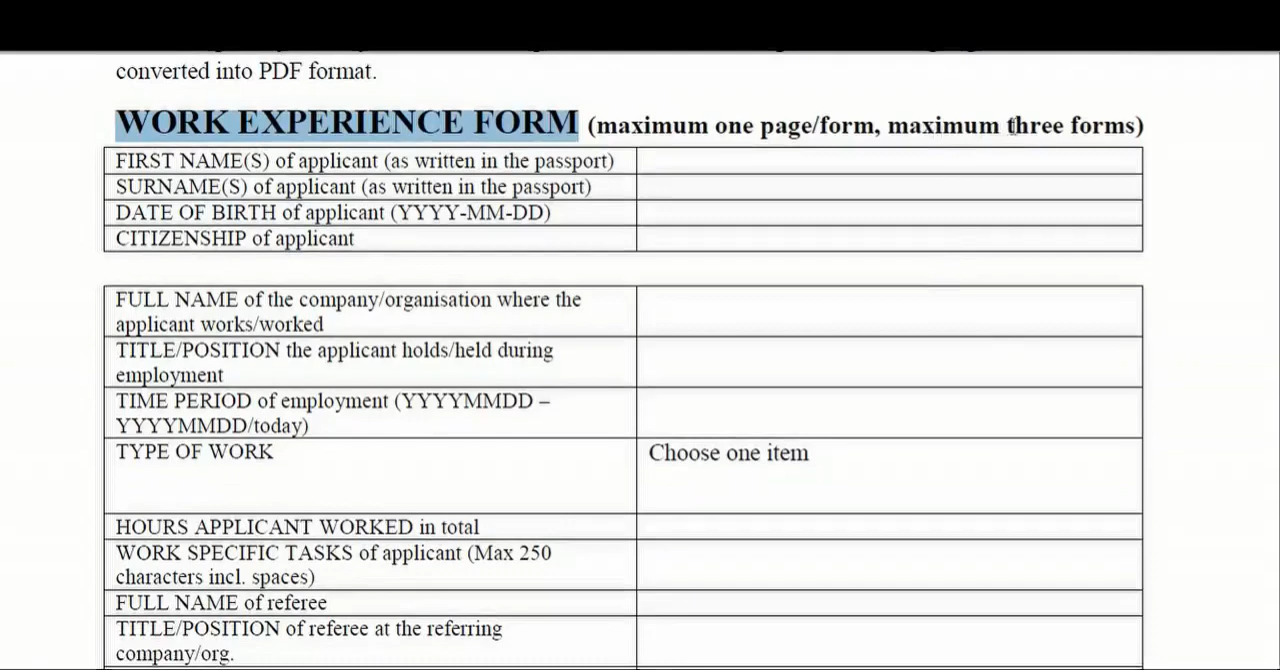 converted into PDF format.
WORK EXPERIENCE FORM (maximum one page/form, maximum three forms)
FIRST NAME(S) of applicant (as written in the passport)
SURNAME(S) of applicant (as written in the passport)
DATE OF BIRTH of applicant (YYYY-MM-DD)
CITIZENSHIP of applicant
FULL NAME of the company/organisation where the
applicant works/worked
TITLE/POSITION the applicant holds/held during
employment
TIME PERIOD of employment (YYYYMMDD –
YYYYMMDD/today)
TYPE OF WORK Choose one item
HOURS APPLICANT WORKED in total
WORK SPECIFIC TASKS of applicant (Max 250
characters incl. spaces)
FULL NAME of referee
TITLE/POSITION of referee at the referring
company/org.